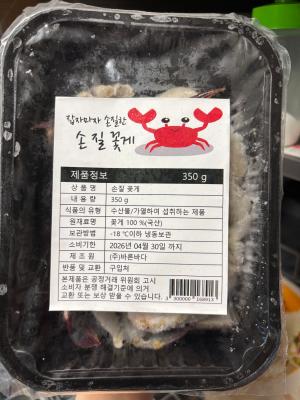 잡자마자 손질한
손질꽃게
제품정보 350 g
상 품 명 손질 꽃게
내 용 량 350 g
식품의 유형 수산물/가열하여 섭취하는 제품
원재료명 꽃게 100 %(국산)
보관방법 -18 ℃이하 냉동보관
소비기한 2026년 04월 30일 까지
제 조 원 (주)바른바다
반품 및 교환 구입처
본제품은 공정거래 위원회 고시
소비자 분쟁 해결기준에 의거
교환 또는 보상 받을 수 있습니다.
3 300000 168913